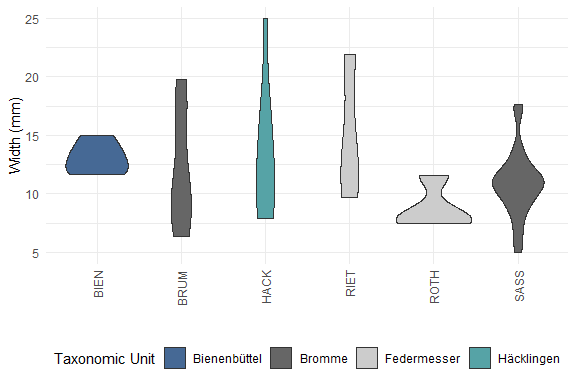 25
20
15
10
5
Width (mm)
BIEN
BRUM
HACK
RIET
ROTH
SASS
Taxonomic Unit Bienenbüttel Bromme Federmesser Häcklingen